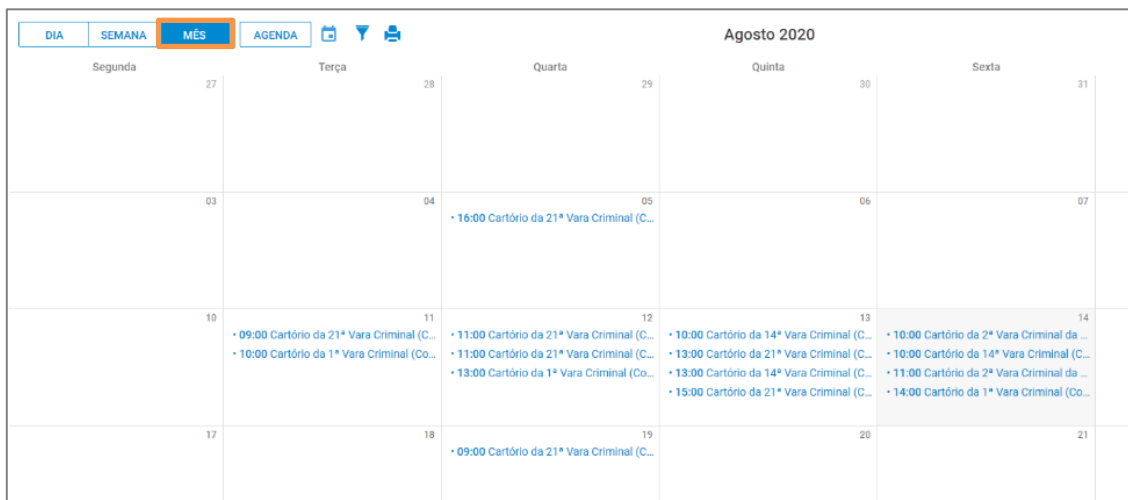 DIA SEMANA MÊS AGENDA Agosto 2020
Segunda Terça Quarta Quinta Sexta
27 28 29 30 31
03 04 05 06 07
• 16:00 Cartório da 21ª Vara Criminal (C...
10 11 12 13 14
• 09:00 Cartório da 21ª Vara Criminal (C... • 11:00 Cartório da 21ª Vara Criminal (C... • 10:00 Cartório da 14ª Vara Criminal (C... • 10:00 Cartório da 2ª Vara Criminal da ...
• 10:00 Cartório da 1ª Vara Criminal (Co... • 11:00 Cartório da 21ª Vara Criminal (C... • 13:00 Cartório da 21ª Vara Criminal (C... • 10:00 Cartório da 14ª Vara Criminal (C...
• 13:00 Cartório da 1ª Vara Criminal (Co... • 13:00 Cartório da 14ª Vara Criminal (C... • 11:00 Cartório da 2ª Vara Criminal da ...
• 15:00 Cartório da 21ª Vara Criminal (C... • 14:00 Cartório da 1ª Vara Criminal (Co...
17 18 19 20 21
• 09:00 Cartório da 21ª Vara Criminal (C...